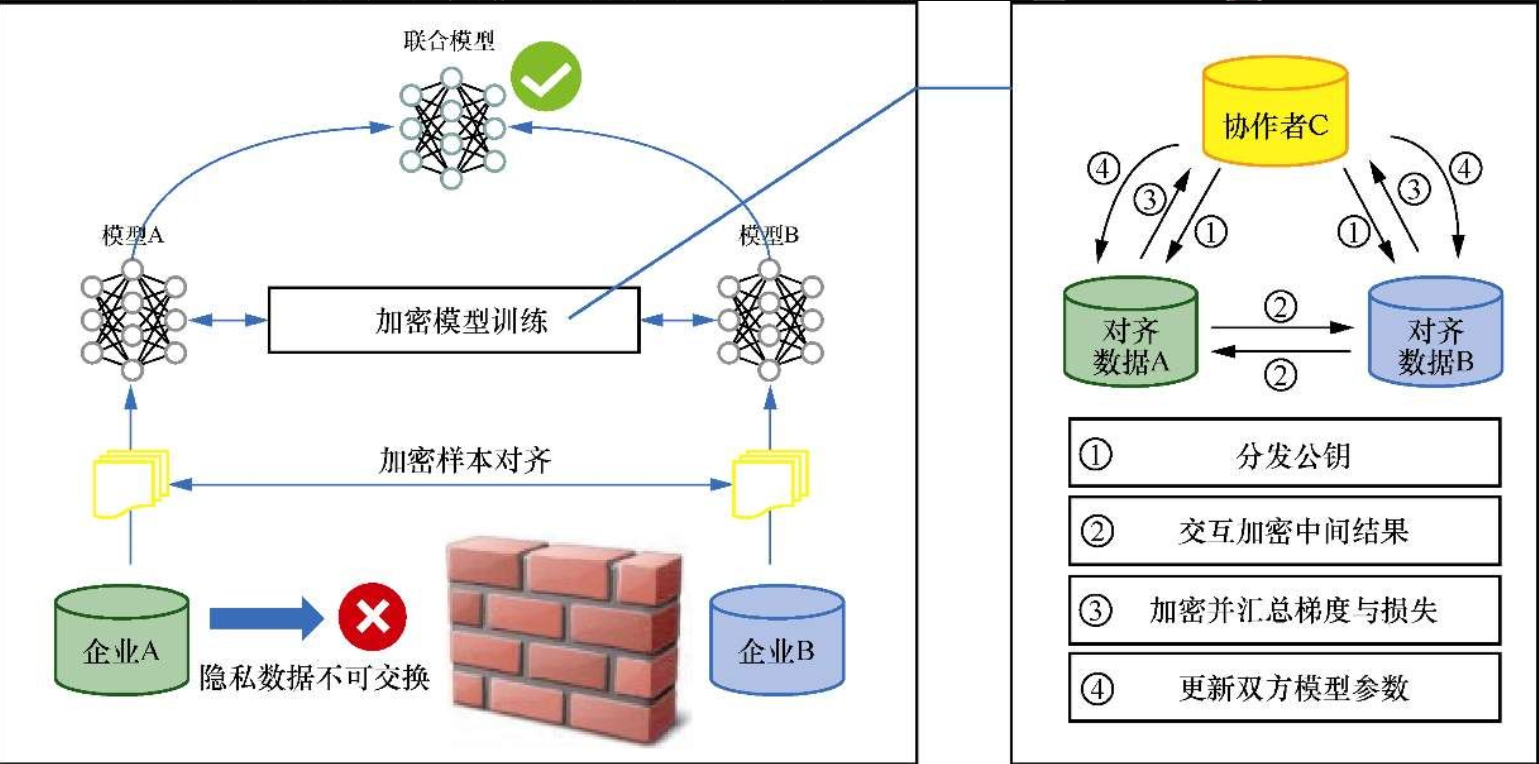 联合模型
模型A
模型B
加密模型训练
加密样本对齐
企业A
隐私数据不可交换
企业B
协作者C
④
③
①
①
③
④
对齐
数据A
②
②
对齐
数据B
① 分发公钥
② 交互加密中间结果
③ 加密并汇总梯度与损失
④ 更新双方模型参数